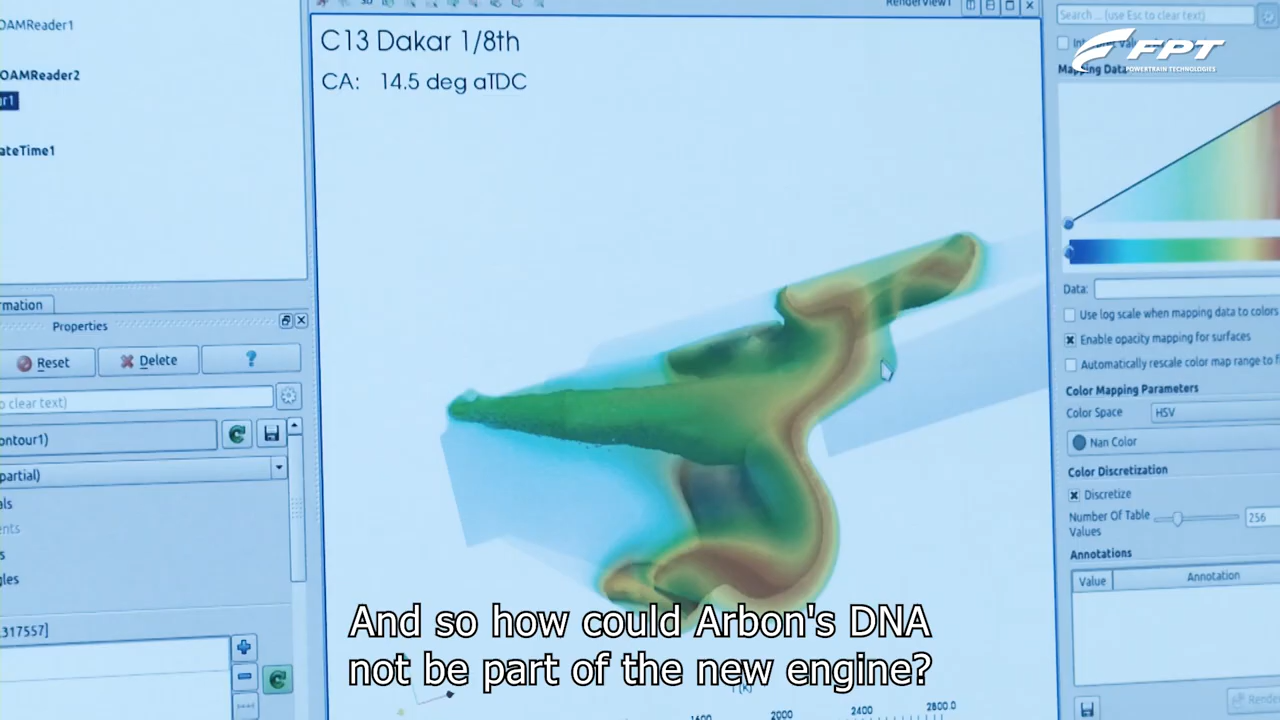 OAMReader1
OAMReader2
ar1
ateTime1
rmation
Properties
Reset
Delete
?
o clear text)
ontour1)
partial)
als
ents
s
gles
.317557]
RenderView1
C13 Dakar 1/8th
CA: 14.5 deg aTDC
2000
2400
2800.0
Search ... (use Esc to clear text)
Mapping Data
FPT
POWERTRAIN TECHNOLOGIES
Data:
Use log scale when mapping data to colors
Enable opacity mapping for surfaces
Automatically rescale color map range to f
Color Mapping Parameters
Color Space
HSV
Nan Color
Color Discretization
Discretize
Number Of Table
Values
256
Annotations
Value
Annotation
Rende
And so how could Arbon's DNA
not be part of the new engine?